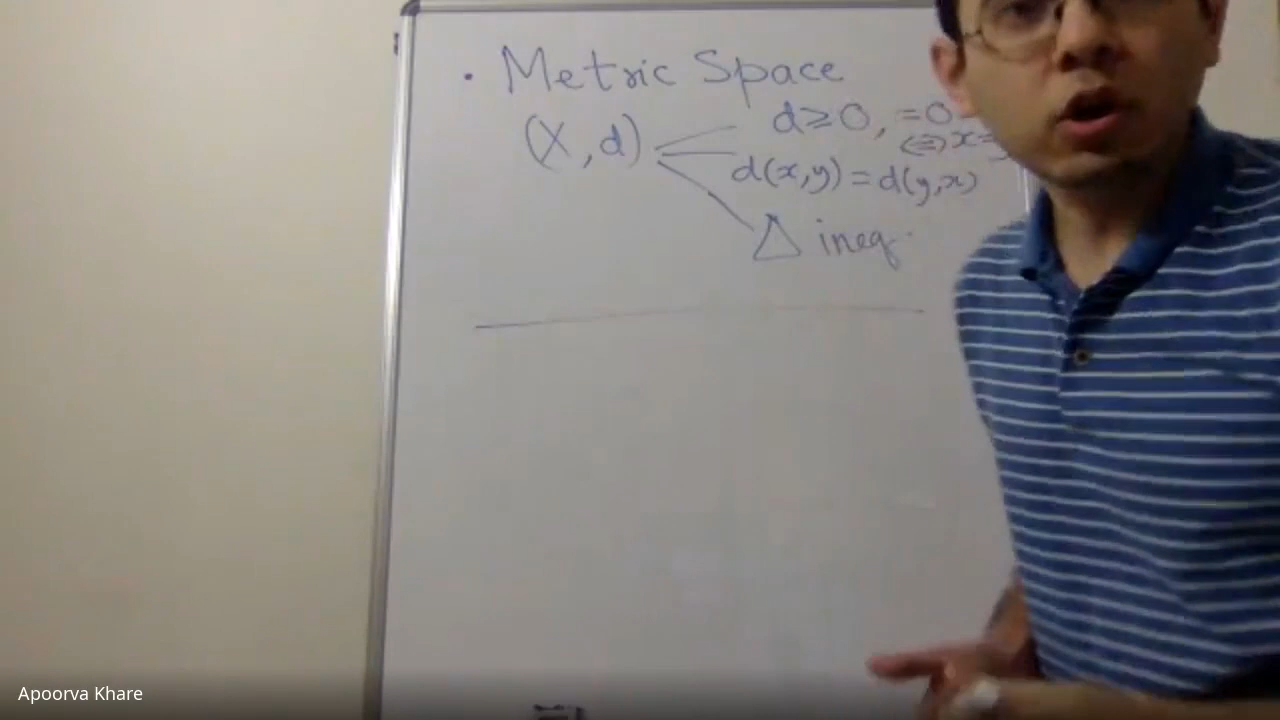 · Metric Space
(X, d)
d ≥ 0, = 0
⇔ x = y
d(x,y) = d(y,x)
Δ ineq.
Apoorva Khare